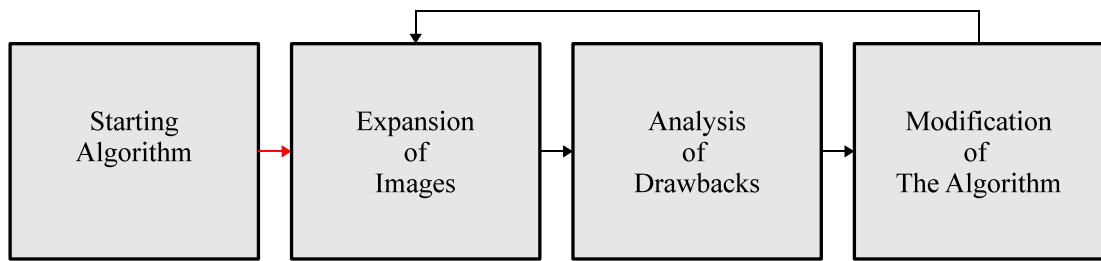 Starting
Algorithm
Expansion
of
Images
Analysis
of
Drawbacks
Modification
of
The Algorithm